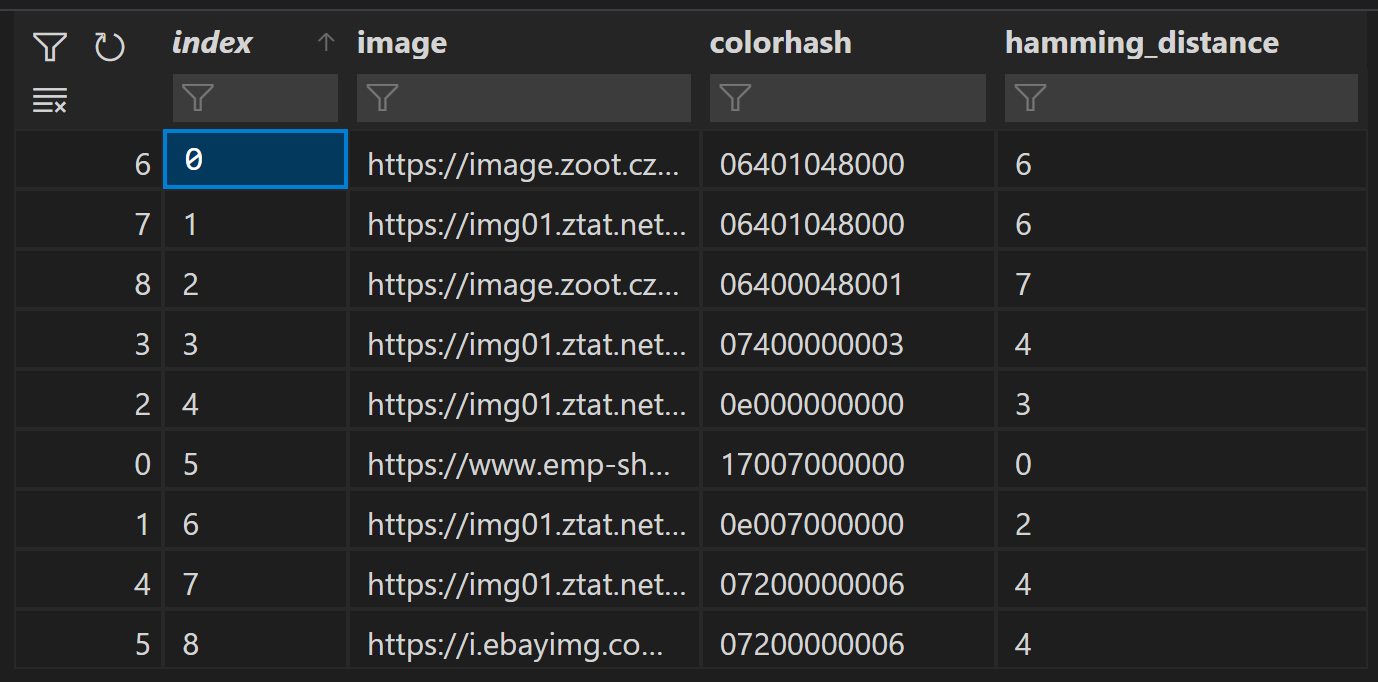 index image colorhash hamming_distance
6 0 https://image.zoot.cz... 06401048000 6
7 1 https://img01.ztat.net... 06401048000 6
8 2 https://image.zoot.cz... 06400048001 7
3 3 https://img01.ztat.net... 07400000003 4
2 4 https://img01.ztat.net... 0e000000000 3
0 5 https://www.emp-sh... 17007000000 0
1 6 https://img01.ztat.net... 0e007000000 2
4 7 https://img01.ztat.net... 07200000006 4
5 8 https://i.ebayimg.co... 07200000006 4